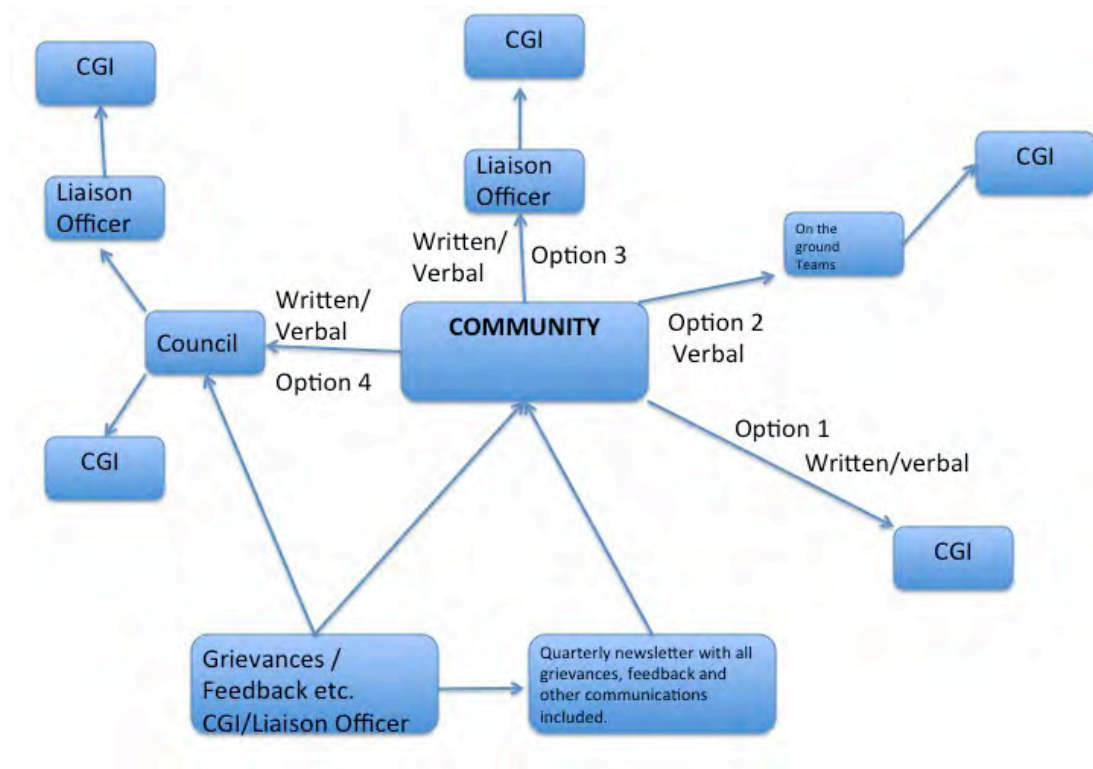 CGI
CGI
Liaison
Officer
Liaison
Officer
CGI
On the
ground
Teams
Written/
Verbal
Option 3
Written/
Verbal
COMMUNITY
Option 2
Verbal
Council
Option 4
Option 1
Written/verbal
CGI
CGI
Grievances /
Feedback etc.
CGI/Liaison Officer
Quarterly newsletter with all
grievances, feedback and
other communications
included.